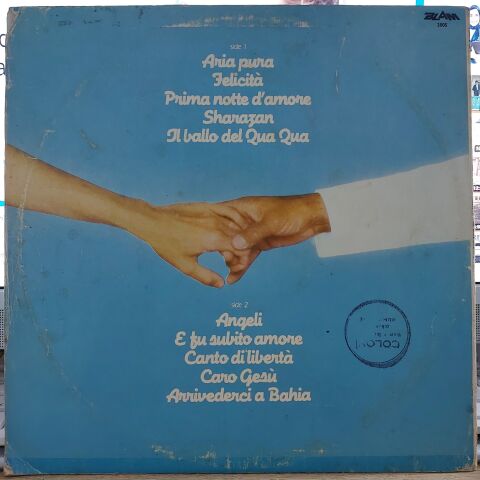 BLAM
1005
side 1
Aria pura
Felicità
Prima notte d'amore
Sharazan
Il ballo del Qua Qua
side 2
Angeli
E fu subito amore
Canto di libertà
Caro Gesù
Arrivederci a Bahia